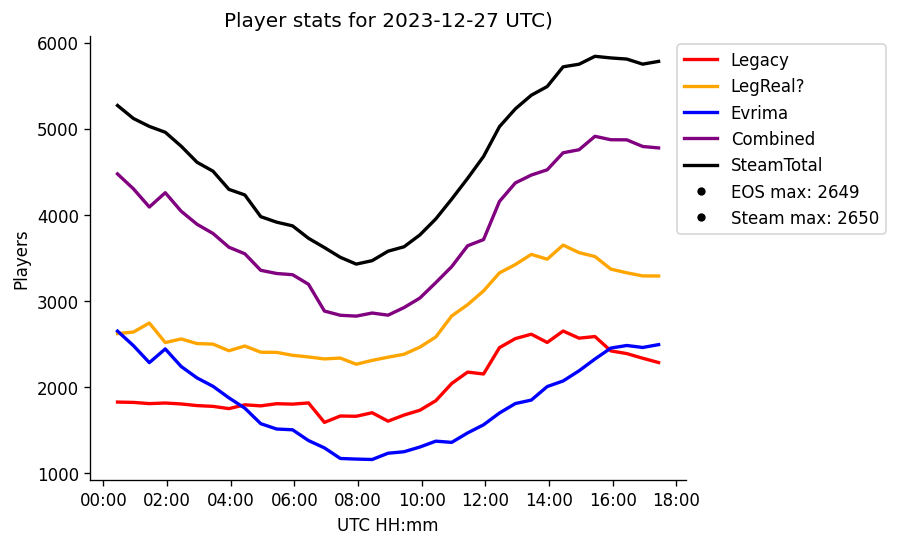 Player stats for 2023-12-27 UTC)
6000
5000
4000
3000
2000
1000
Players
00:00 02:00 04:00 06:00 08:00 10:00 12:00 14:00 16:00 18:00
UTC HH:mm
Legacy
LegReal?
Evrima
Combined
SteamTotal
EOS max: 2649
Steam max: 2650